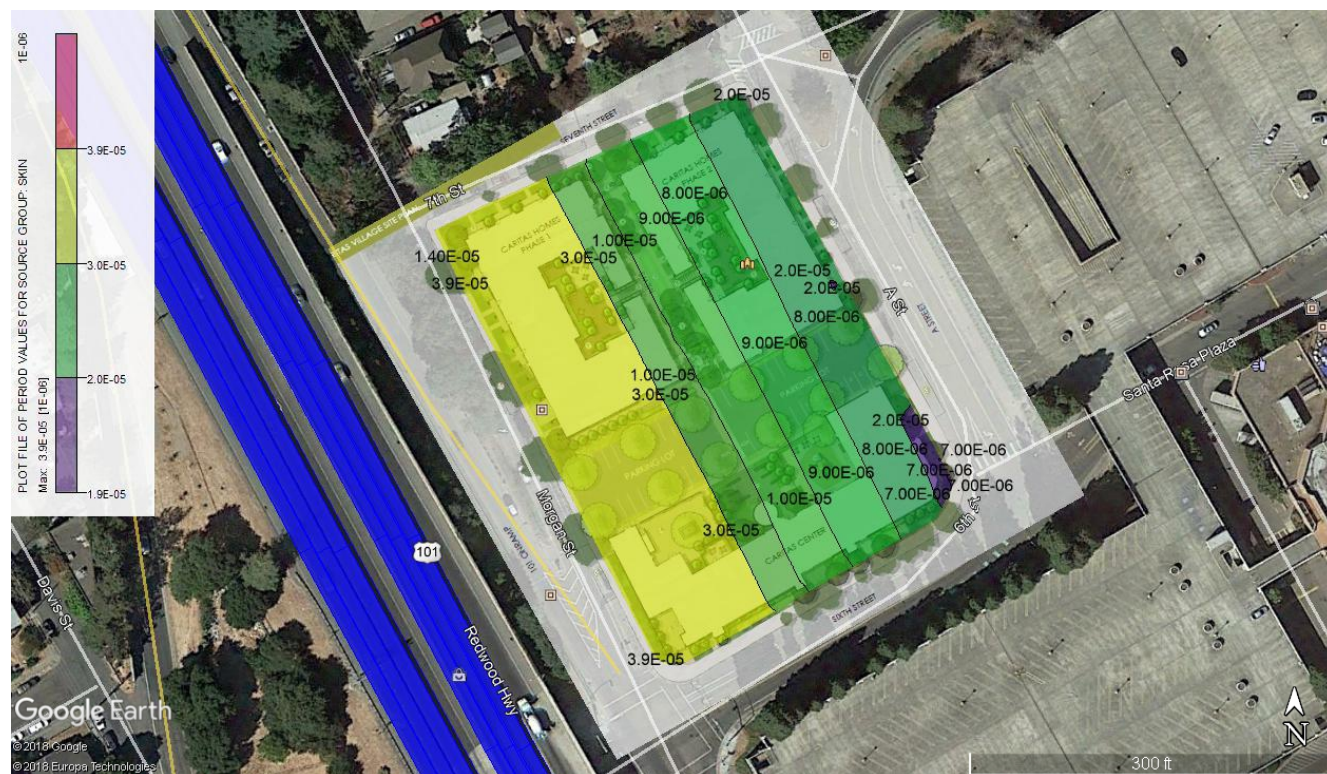 PLOT FILE OF PERIOD VALUES FOR SOURCE GROUP: SKIN
Max: 3.9E-05 [1E-06]
1E-06
3.9E-05
3.0E-05
2.0E-05
1.9E-05
2.0E-05
SEVENTH STREET
7th St
CARITAS HOMES
PHASE 2
CARITAS HOMES
PHASE 1
8.00E-06
9.00E-06
1.00E-05
3.0E-05
1.40E-05
3.9E-05
2.0E-05
2.0E-05
8.00E-06
A St
A STREET
9.00E-06
Santa Rosa Plaza
1.00E-05
3.0E-05
PARKING LOT
2.0E-05
8.00E-06
7.00E-06
7.00E-06
7.00E-06
7.00E-06
9.00E-06
1.00E-05
3.0E-05
PARKING LOT
CARITAS CENTER
6th
SIXTH STREET
Morgan St
101 ONRAMP
101
Redwood Hwy
Davis St
3.9E-05
Google Earth
© 2018 Google
© 2018 Europa Technologies
N
300 ft